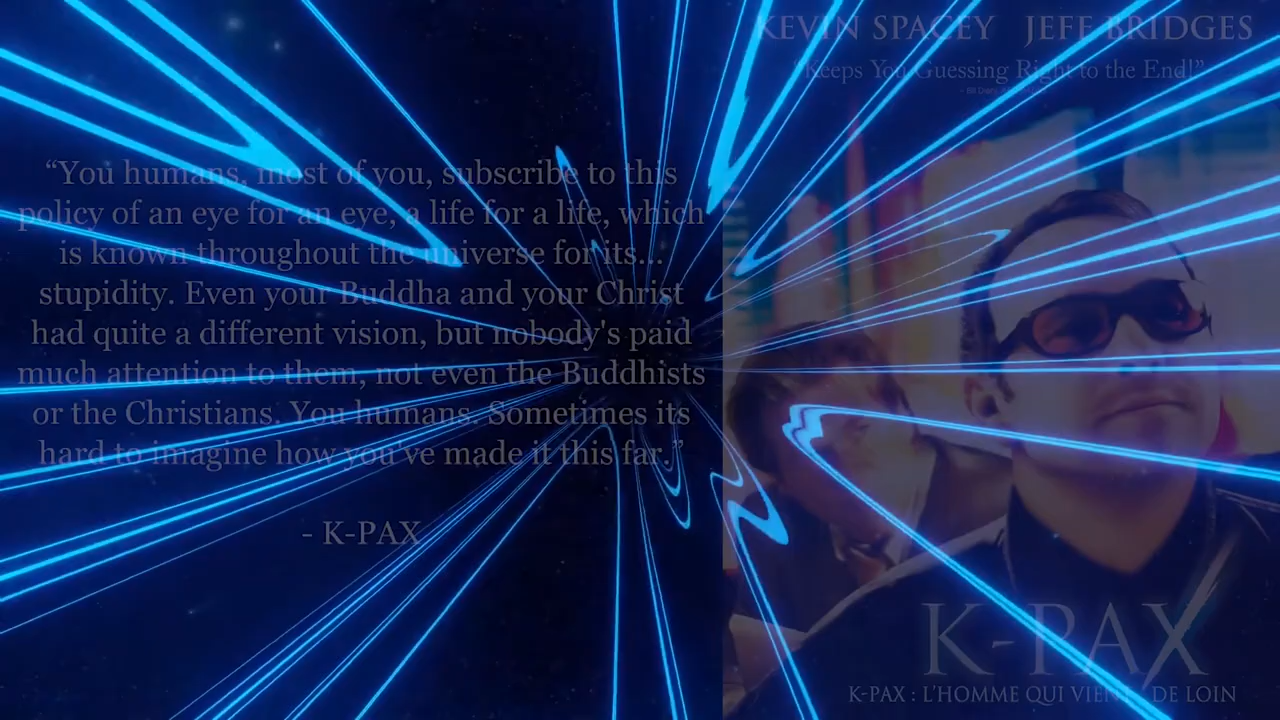 KEVIN SPACEY JEFF BRIDGES
“Keeps You Guessing Right to the End!”
“You humans, most of you, subscribe to this
policy of an eye for an eye, a life for a life, which
is known throughout the universe for its...
stupidity. Even your Buddha and your Christ
had quite a different vision, but nobody's paid
much attention to them, not even the Buddhists
or the Christians. You humans. Sometimes its
hard to imagine how you've made it this far.”
- K-PAX
K-PAX
K-PAX : L'HOMME QUI VIENT DE LOIN